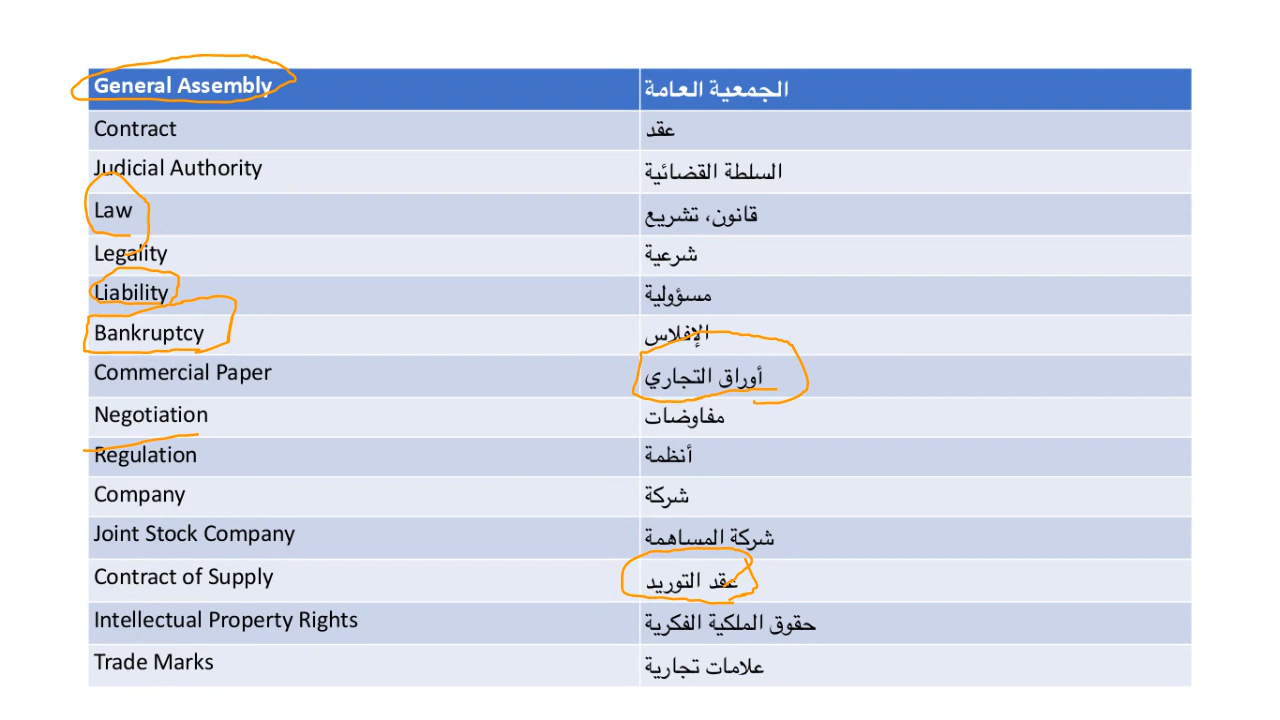 General Assembly الجمعية العامة
Contract عقد
Judicial Authority السلطة القضائية
Law قانون، تشريع
Legality شرعية
Liability مسؤولية
Bankruptcy الإفلاس
Commercial Paper أوراق التجاري
Negotiation مفاوضات
Regulation أنظمة
Company شركة
Joint Stock Company شركة المساهمة
Contract of Supply عقد التوريد
Intellectual Property Rights حقوق الملكية الفكرية
Trade Marks علامات تجارية